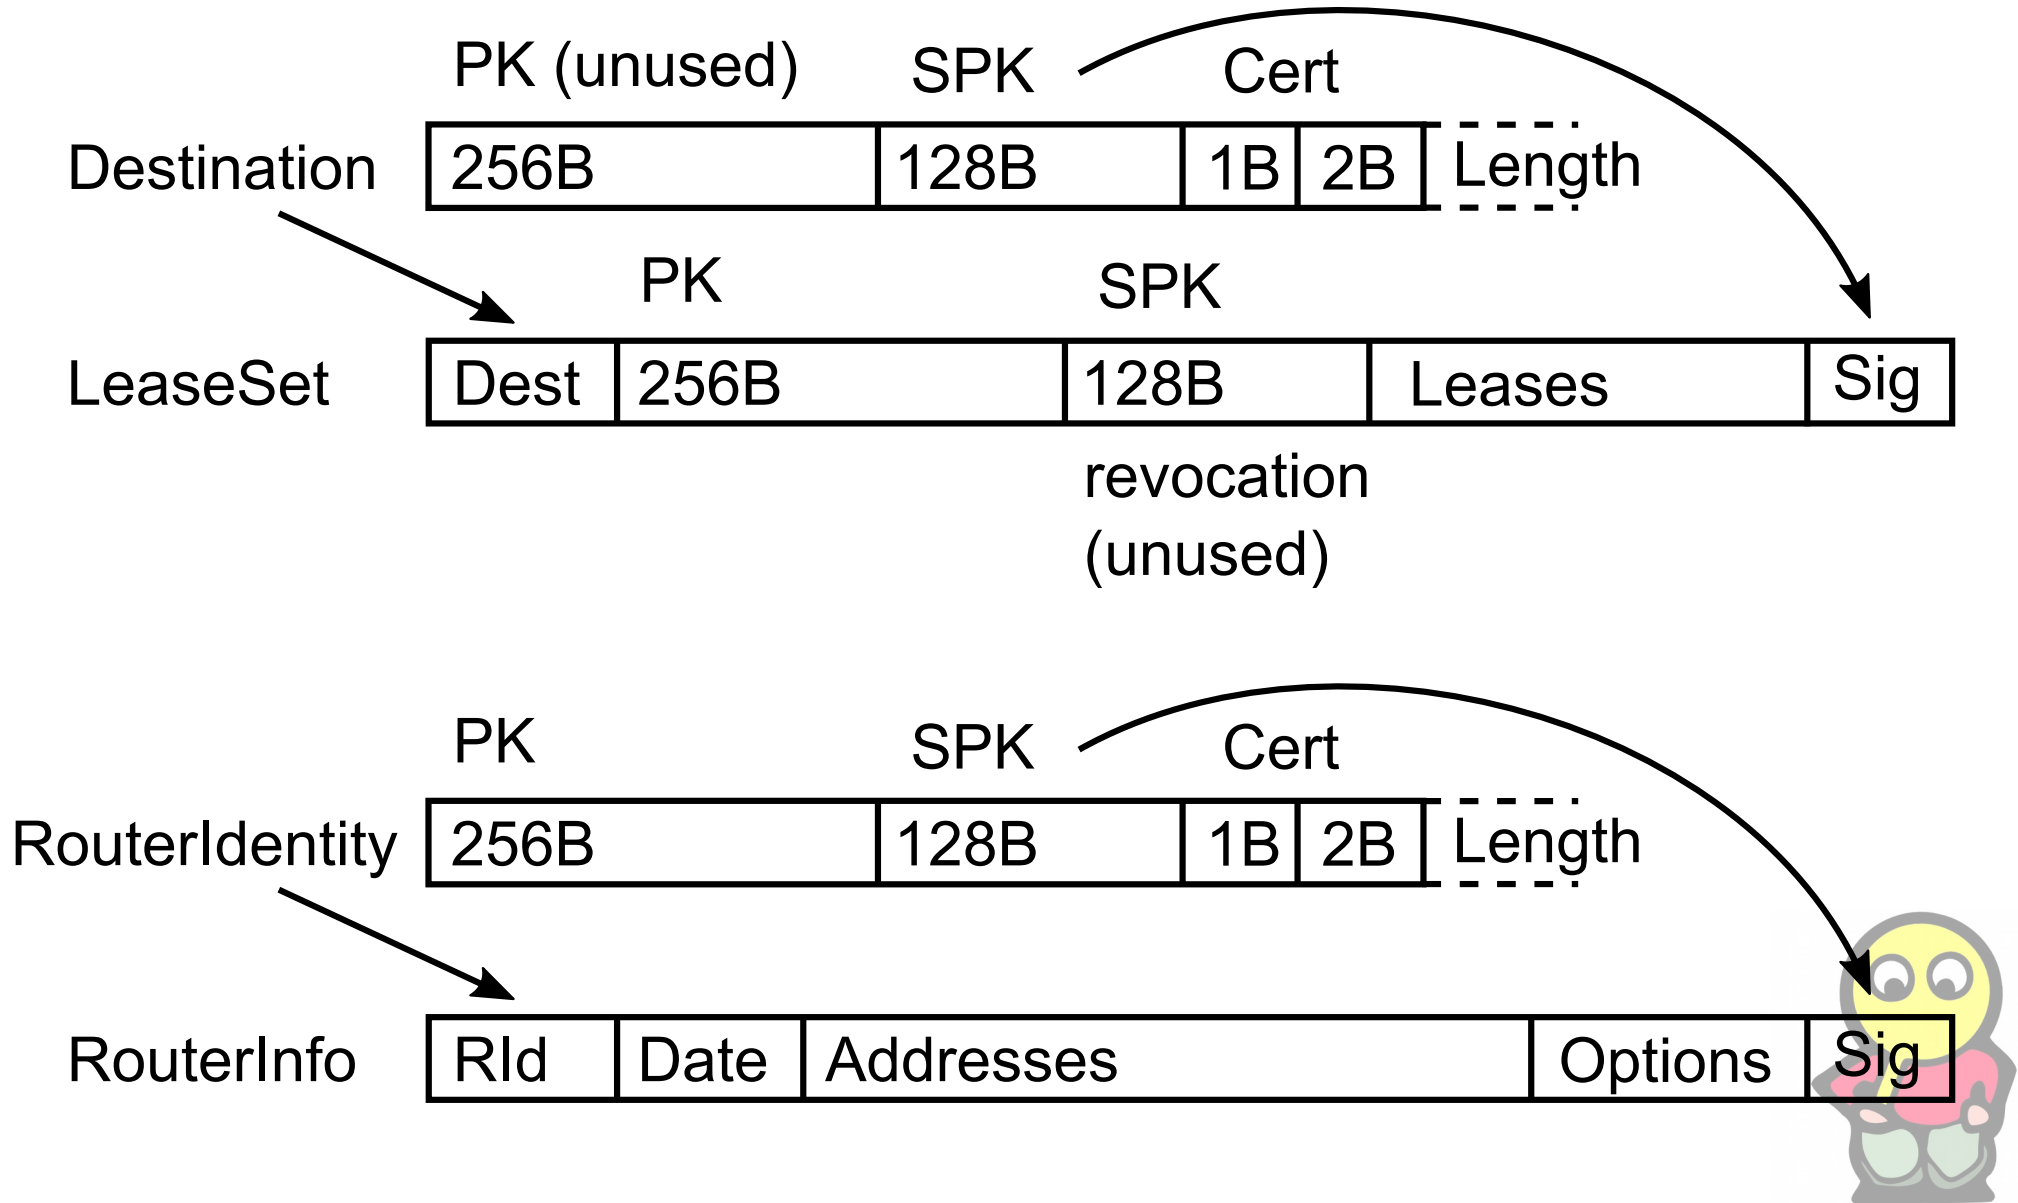 PK (unused) SPK Cert
Destination 256B 128B 1B 2B Length
PK SPK
LeaseSet Dest 256B 128B Leases Sig
revocation
(unused)
PK SPK Cert
RouterIdentity 256B 128B 1B 2B Length
RouterInfo RId Date Addresses Options Sig